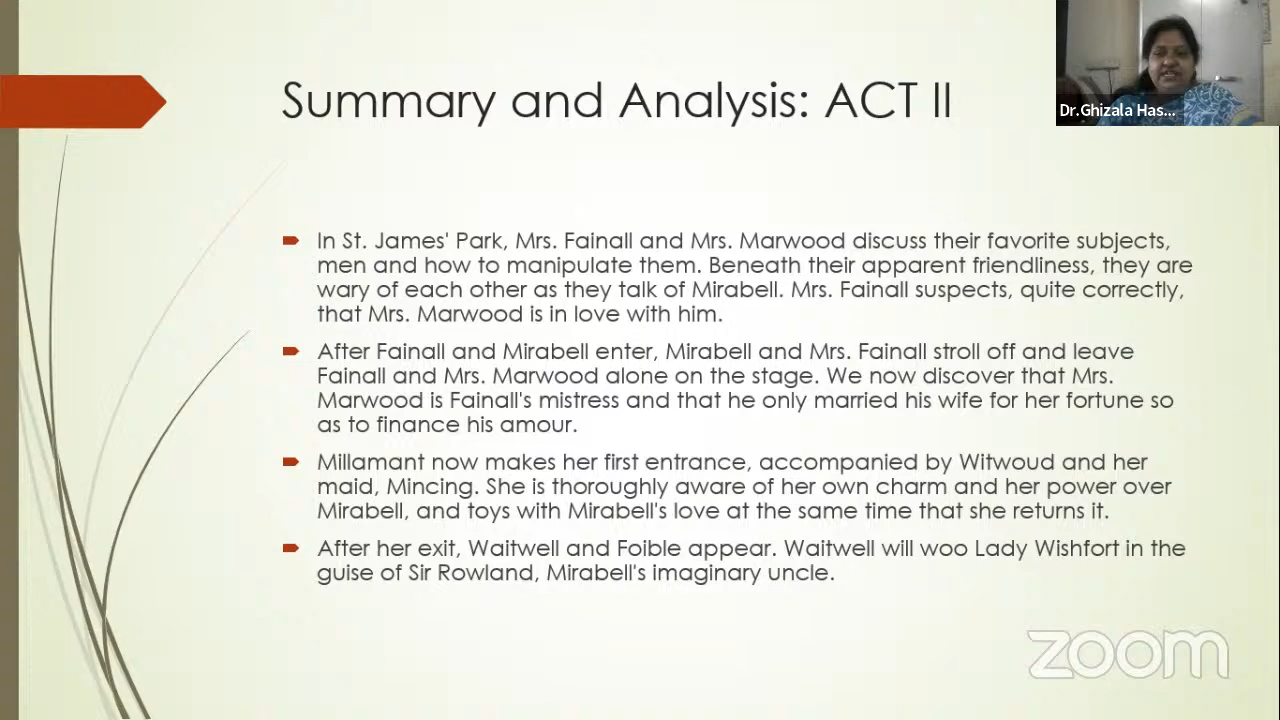 Summary and Analysis: ACT II
Dr.Ghizala Has...
In St. James' Park, Mrs. Fainall and Mrs. Marwood discuss their favorite subjects,
men and how to manipulate them. Beneath their apparent friendliness, they are
wary of each other as they talk of Mirabell. Mrs. Fainall suspects, quite correctly,
that Mrs. Marwood is in love with him.
After Fainall and Mirabell enter, Mirabell and Mrs. Fainall stroll off and leave
Fainall and Mrs. Marwood alone on the stage. We now discover that Mrs.
Marwood is Fainall's mistress and that he only married his wife for her fortune so
as to finance his amour.
Millamant now makes her first entrance, accompanied by Witwoud and her
maid, Mincing. She is thoroughly aware of her own charm and her power over
Mirabell, and toys with Mirabell's love at the same time that she returns it.
After her exit, Waitwell and Foible appear. Waitwell will woo Lady Wishfort in the
guise of Sir Rowland, Mirabell's imaginary uncle.
zoom